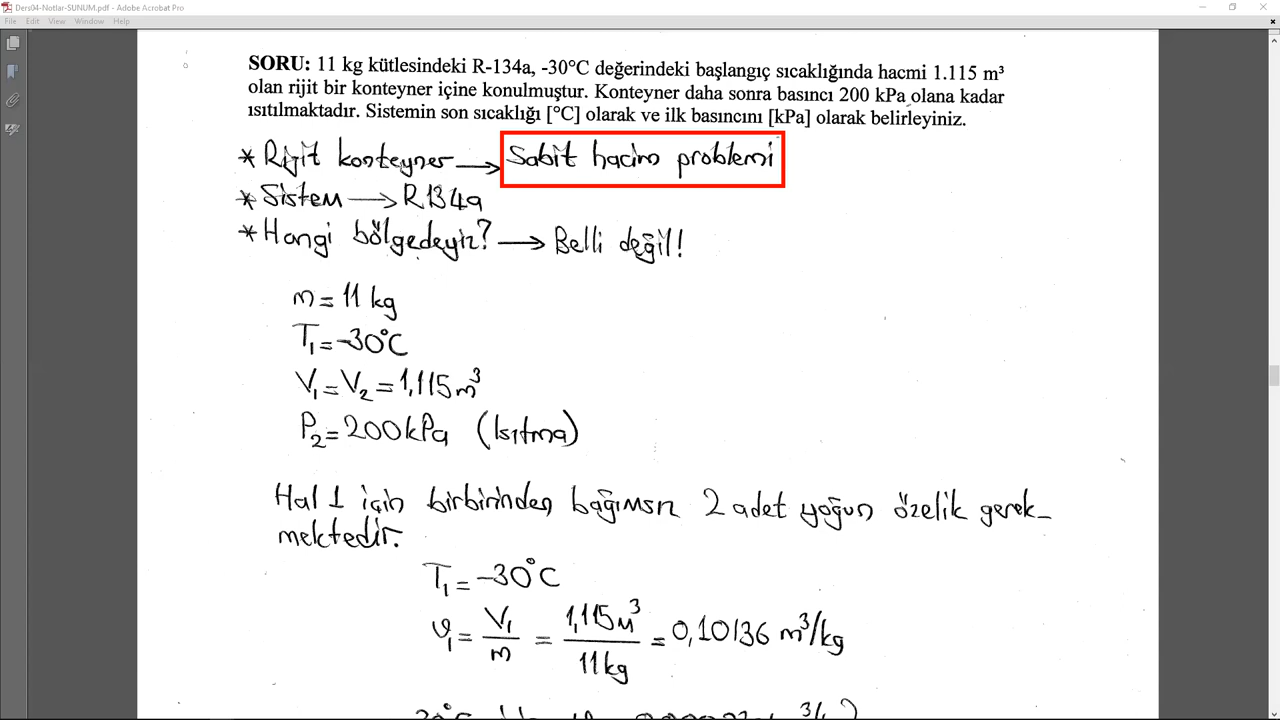 Ders04-Notlar-SUNUM.pdf - Adobe Acrobat Pro
File Edit View Window Help
SORU: 11 kg kütlesindeki R-134a, -30°C değerindeki başlangıç sıcaklığında hacmi 1.115 m³
olan rijit bir konteyner içine konulmuştur. Konteyner daha sonra basıncı 200 kPa olana kadar
ısıtılmaktadır. Sistemin son sıcaklığı [°C] olarak ve ilk basıncını [kPa] olarak belirleyiniz.
* Rijit konteyner → Sabit hacim problemi
* Sistem → R134a
* Hangi bölgedeyiz? → Belli değil!
m = 11 kg
T₁ = -30°C
V₁ = V₂ = 1,115 m³
P₂ = 200 kPa (Isıtma)
Hal 1 için birbirinden bağımsız 2 adet yoğun özelik gerek-
mektedir.
T₁ = -30°C
υ₁ = V₁/m = 1,115 m³/11 kg = 0,10136 m³/kg